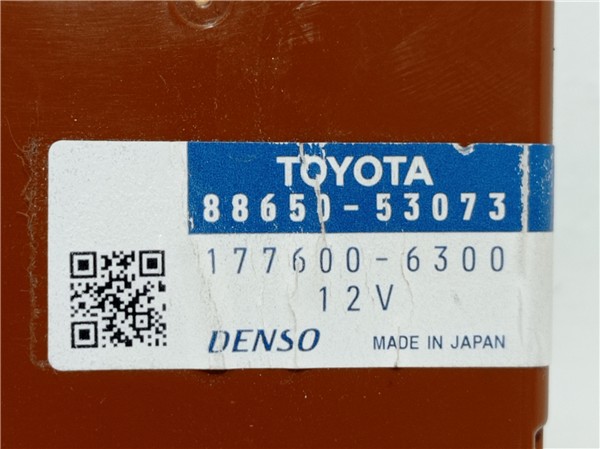 TOYOTA
88650-53073
177600-6300
12V
DENSO MADE IN JAPAN